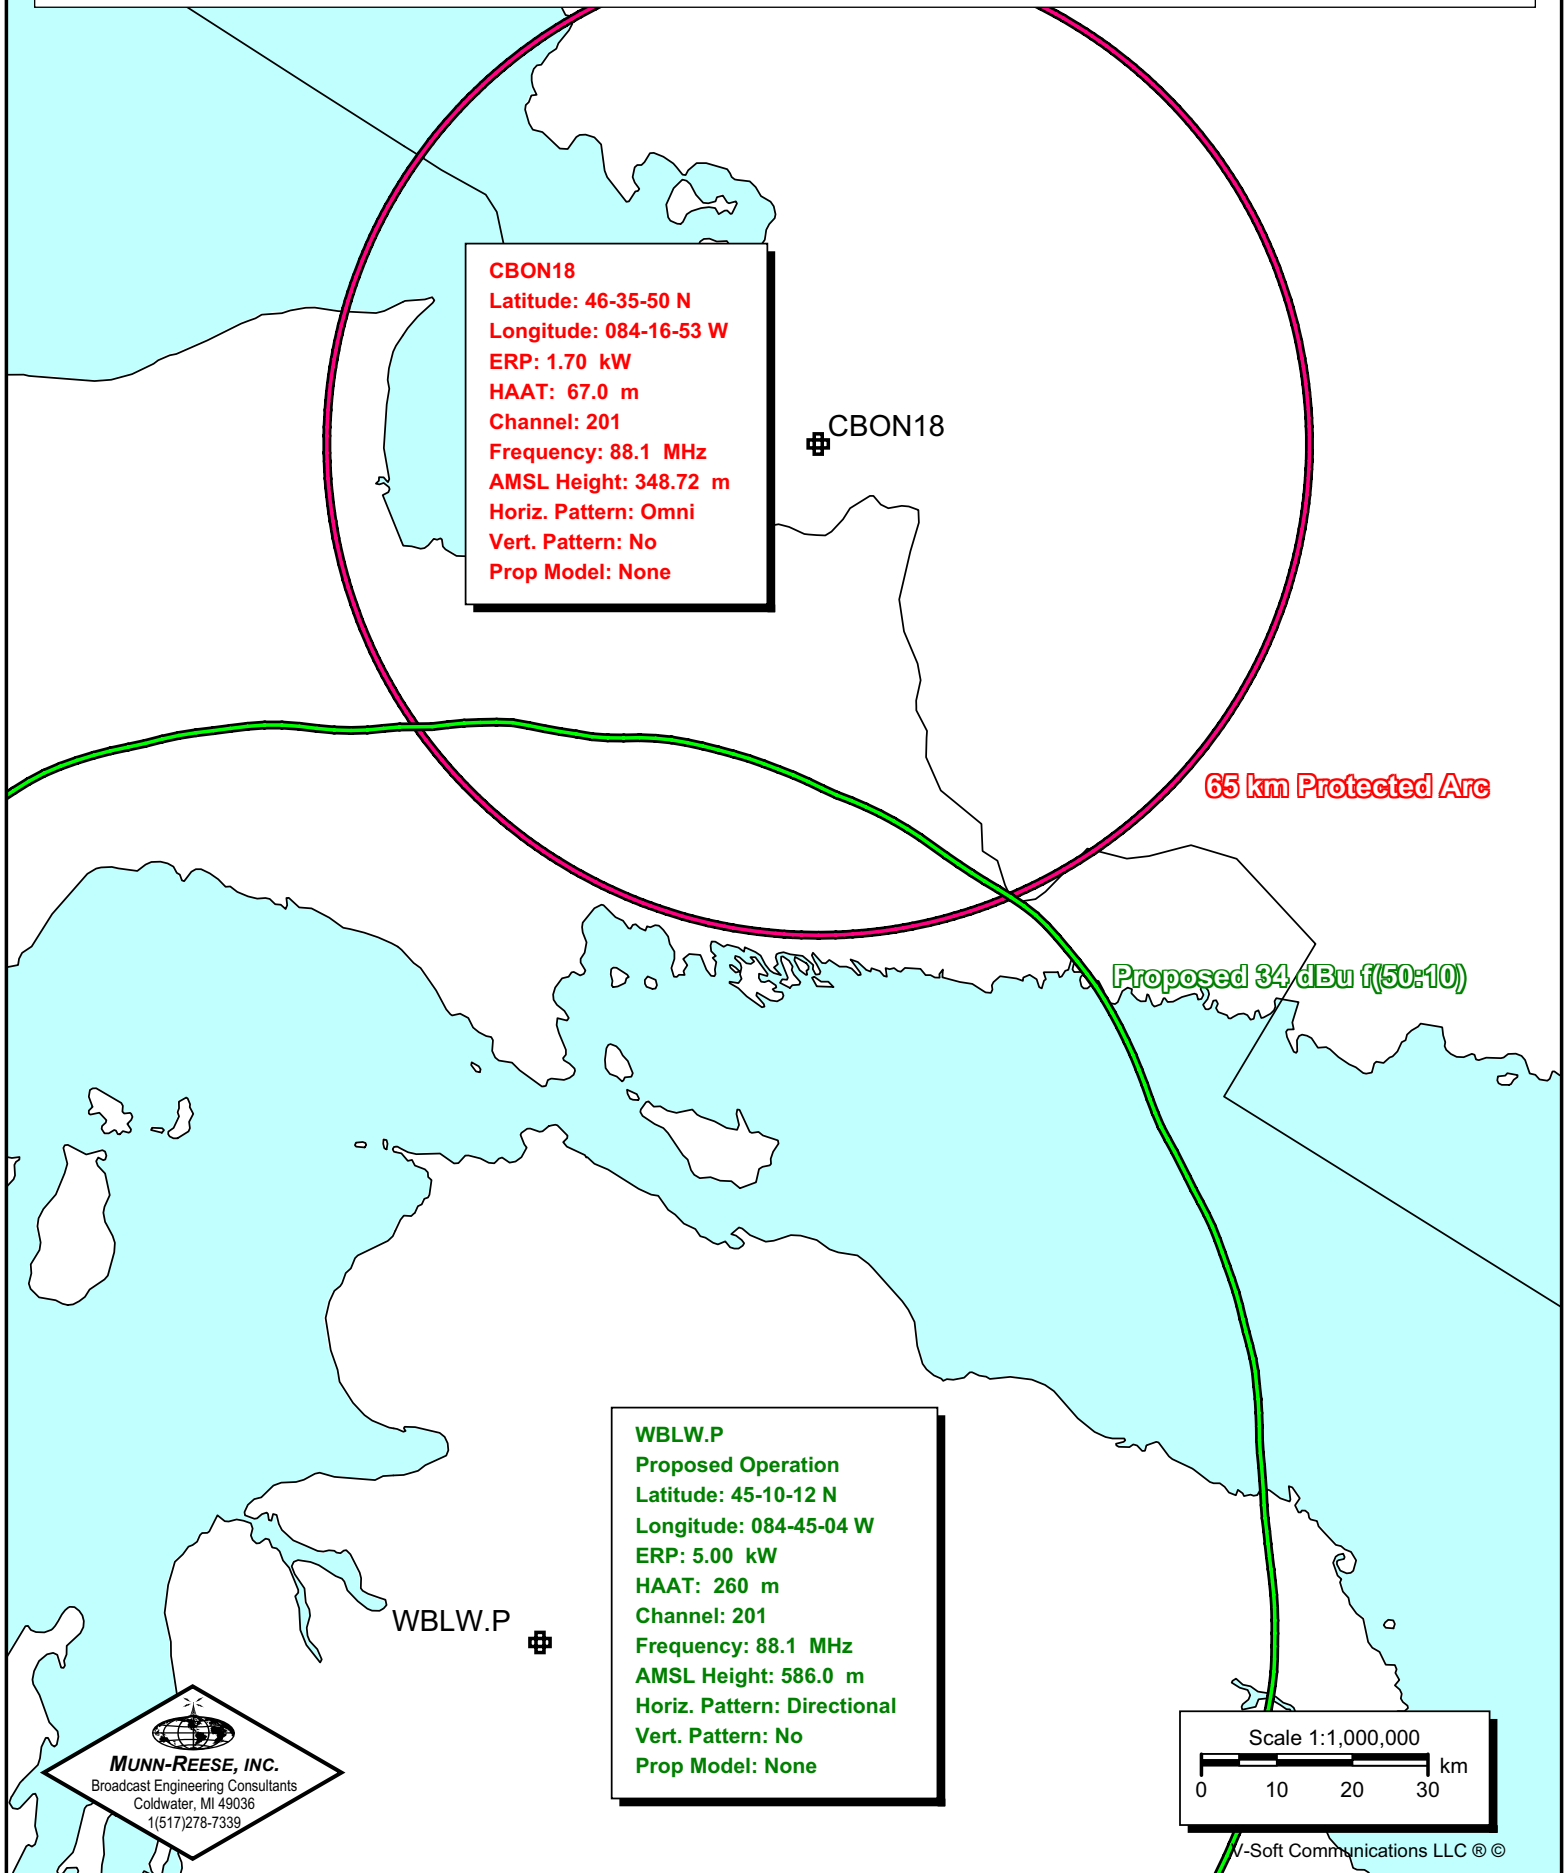 CBON18
Latitude: 46-35-50 N
Longitude: 084-16-53 W
ERP: 1.70 kW
HAAT: 67.0 m
Channel: 201
Frequency: 88.1 MHz
AMSL Height: 348.72 m
Horiz. Pattern: Omni
Vert. Pattern: No
Prop Model: None
CBON18
65 km Protected Arc
Proposed 34 dBu f(50:10)
WBLW.P
Proposed Operation
Latitude: 45-10-12 N
Longitude: 084-45-04 W
ERP: 5.00 kW
HAAT: 260 m
Channel: 201
Frequency: 88.1 MHz
AMSL Height: 586.0 m
Horiz. Pattern: Directional
Vert. Pattern: No
Prop Model: None
WBLW.P
MUNN-REESE, INC.
Broadcast Engineering Consultants
Coldwater, MI 49036
1(517)278-7339
Scale 1:1,000,000
km
0 10 20 30
V-Soft Communications LLC ® ©